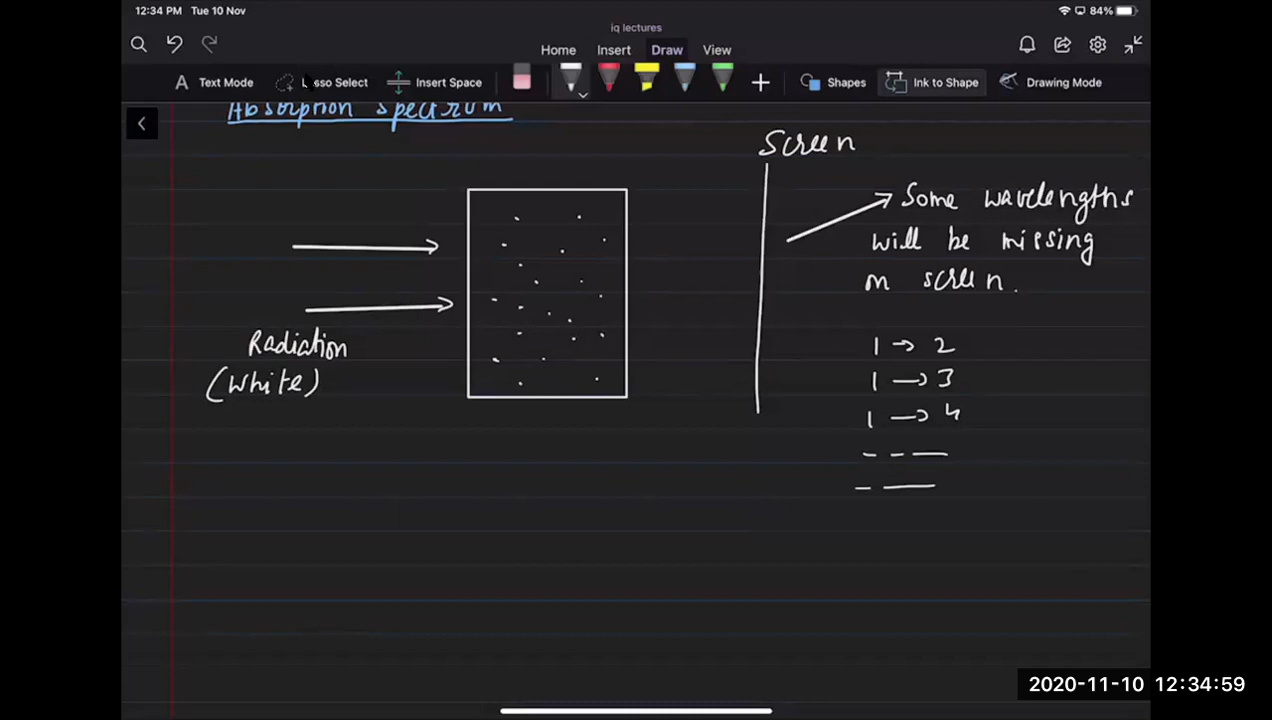 12:34 PM Tue 10 Nov
84%
iq lectures
Home Insert Draw View
Text Mode Lasso Select Insert Space Shapes Ink to Shape Drawing Mode
Absorption spectrum
Screen
Some wavelengths
will be missing
on screen.
Radiation
(White)
1 → 2
1 → 3
1 → 4
2020-11-10 12:34:59